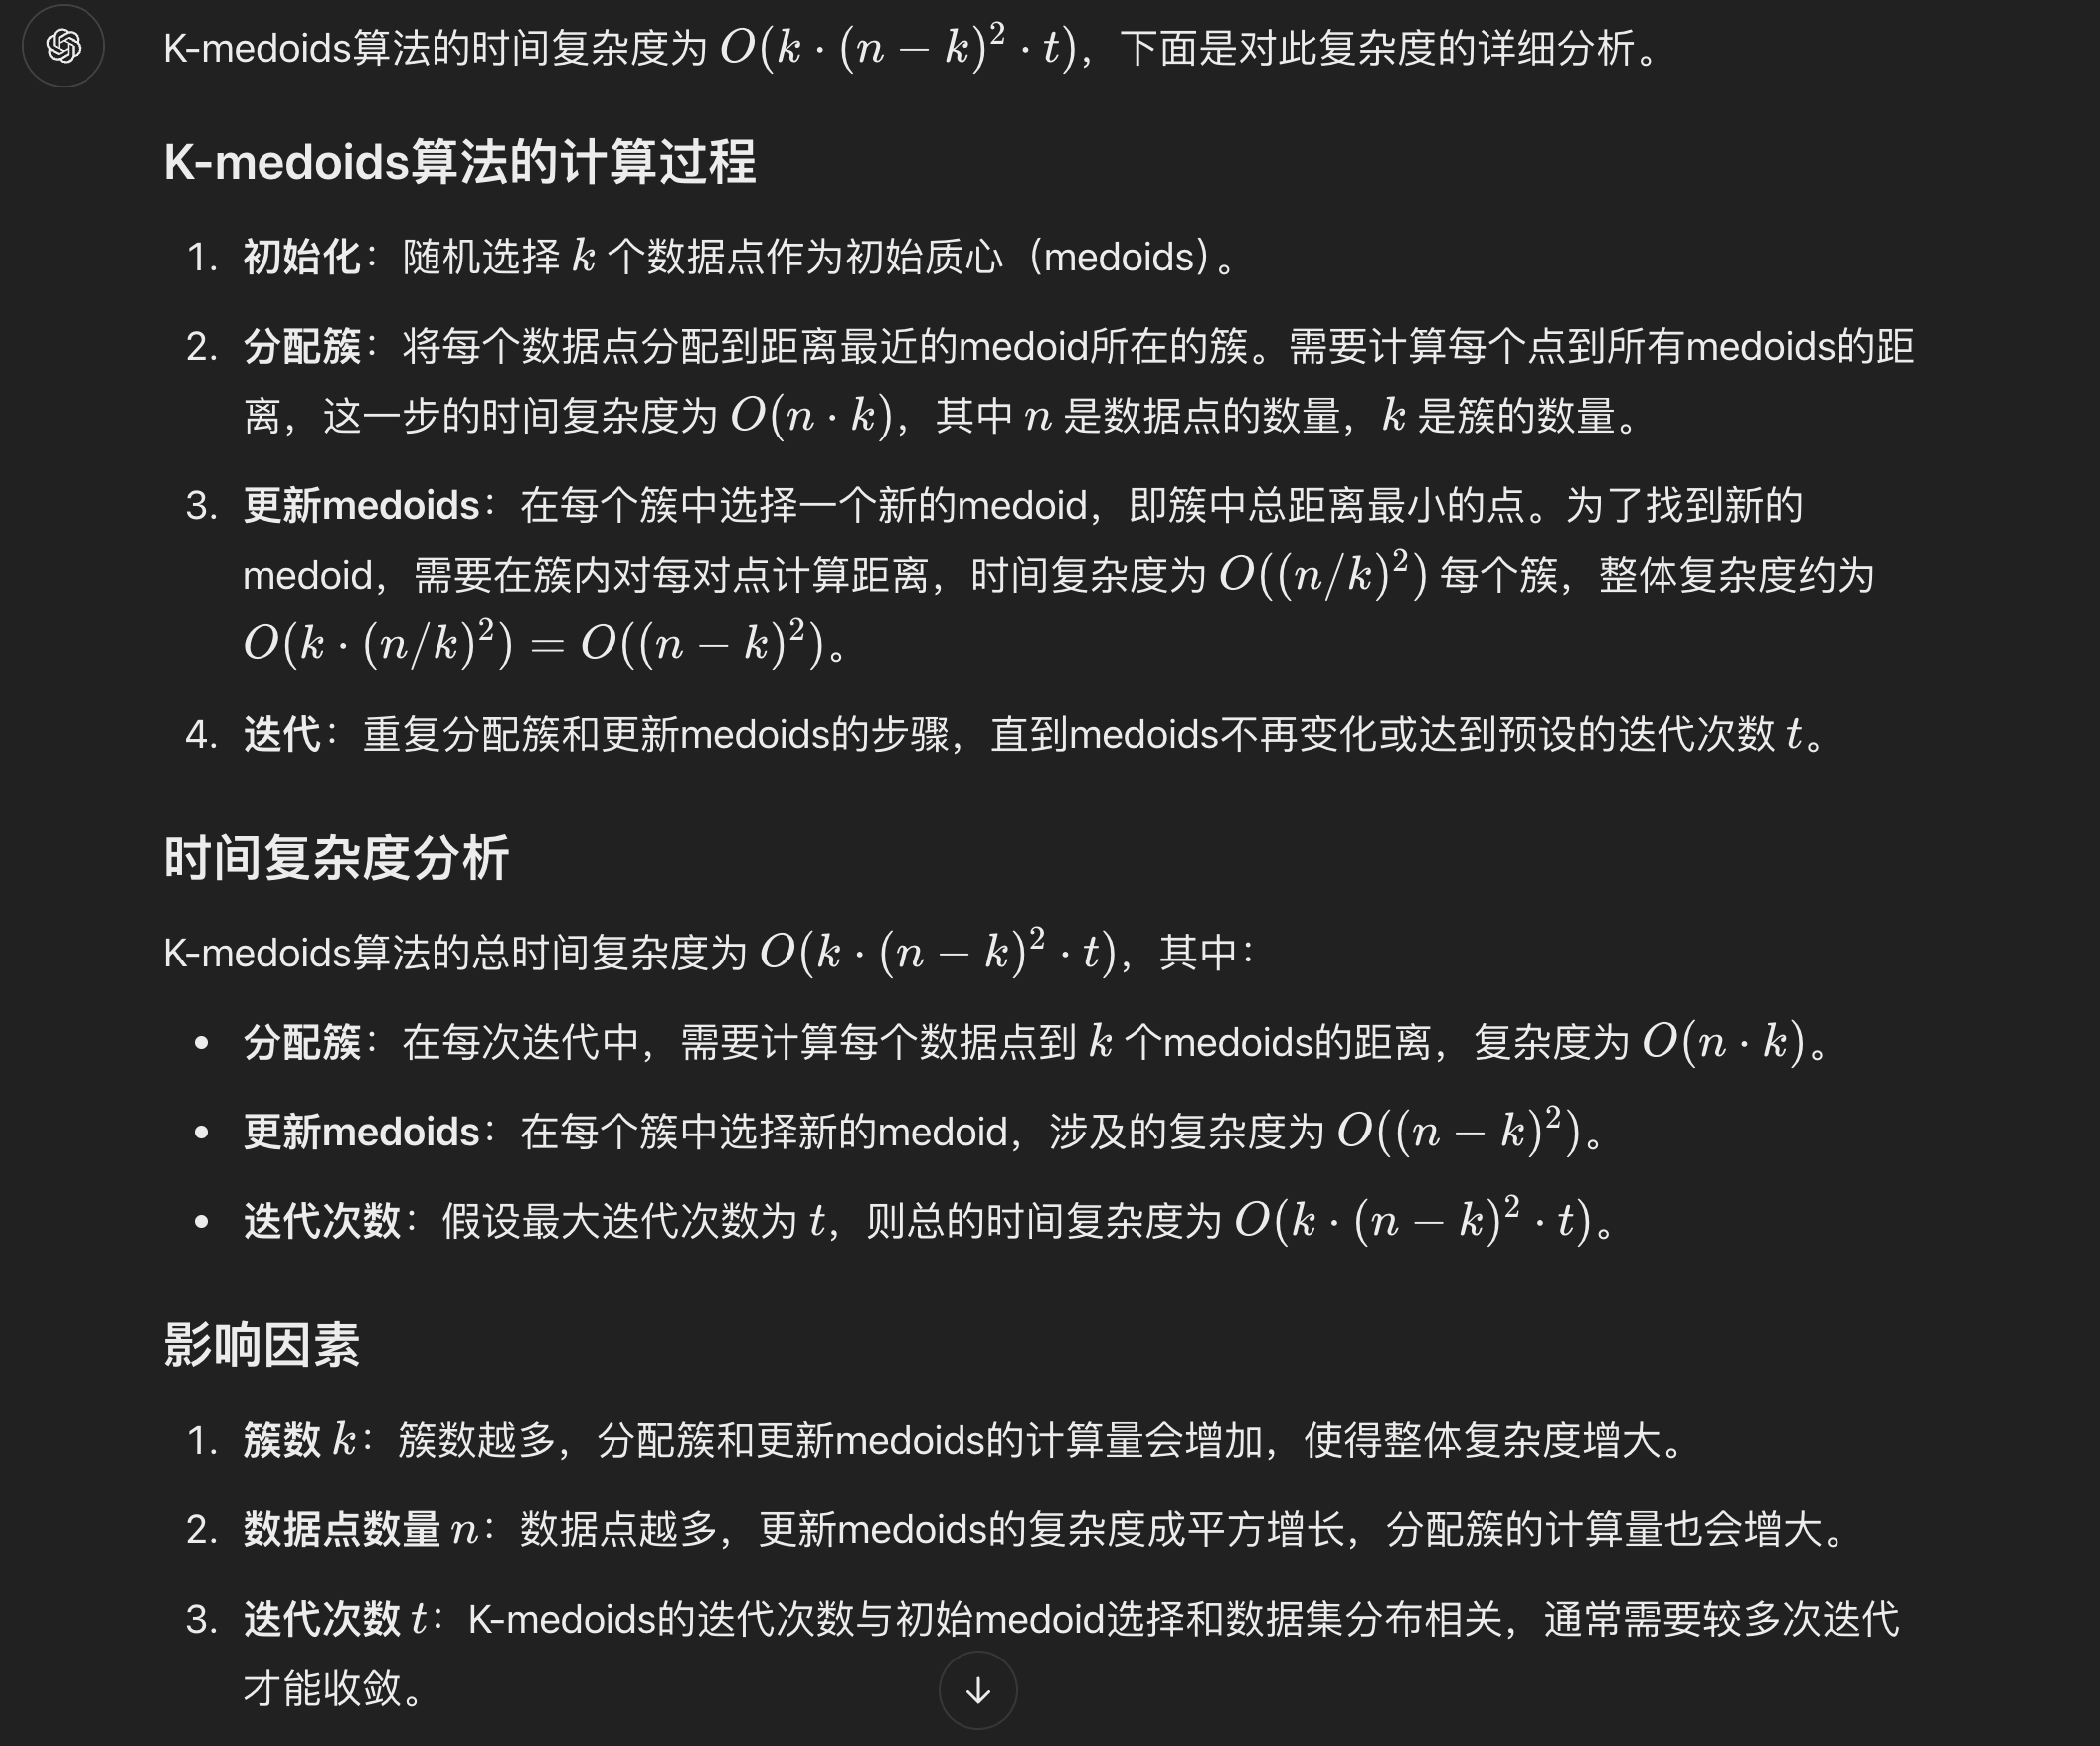 K-medoids算法的时间复杂度为 O(k · (n − k)² · t)，下面是对此复杂度的详细分析。
K-medoids算法的计算过程
1. 初始化：随机选择 k 个数据点作为初始质心（medoids）。
2. 分配簇：将每个数据点分配到距离最近的medoid所在的簇。需要计算每个点到所有medoids的距
离，这一步的时间复杂度为 O(n · k)，其中 n 是数据点的数量，k 是簇的数量。
3. 更新medoids：在每个簇中选择一个新的medoid，即簇中总距离最小的点。为了找到新的
medoid，需要在簇内对每对点计算距离，时间复杂度为 O((n/k)²) 每个簇，整体复杂度约为
O(k · (n/k)²) = O((n − k)²)。
4. 迭代：重复分配簇和更新medoids的步骤，直到medoids不再变化或达到预设的迭代次数 t。
时间复杂度分析
K-medoids算法的总时间复杂度为 O(k · (n − k)² · t)，其中：
• 分配簇：在每次迭代中，需要计算每个数据点到 k 个medoids的距离，复杂度为 O(n · k)。
• 更新medoids：在每个簇中选择新的medoid，涉及的复杂度为 O((n − k)²)。
• 迭代次数：假设最大迭代次数为 t，则总的时间复杂度为 O(k · (n − k)² · t)。
影响因素
1. 簇数 k：簇数越多，分配簇和更新medoids的计算量会增加，使得整体复杂度增大。
2. 数据点数量 n：数据点越多，更新medoids的复杂度成平方增长，分配簇的计算量也会增大。
3. 迭代次数 t：K-medoids的迭代次数与初始medoid选择和数据集分布相关，通常需要较多次迭代
才能收敛。